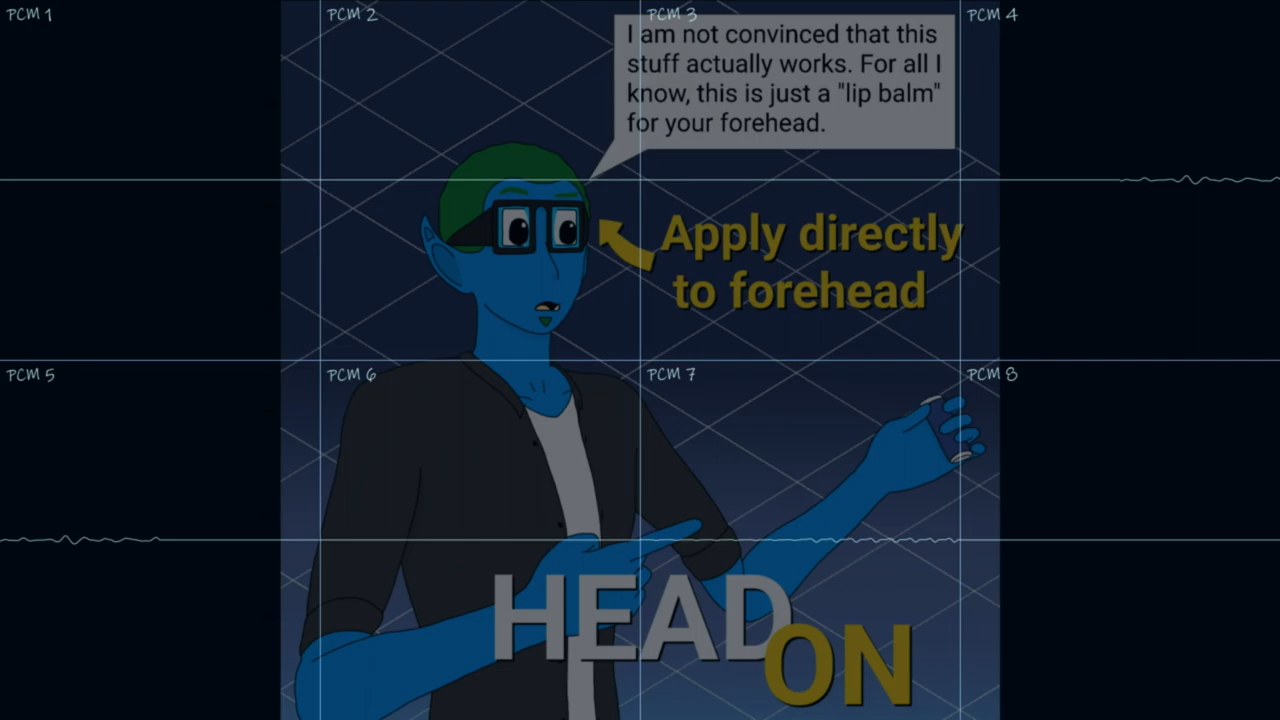 PCM 1
PCM 2
PCM 3
PCM 4
I am not convinced that this
stuff actually works. For all I
know, this is just a "lip balm"
for your forehead.
Apply directly
to forehead
PCM 5
PCM 6
PCM 7
PCM 8
HEAD
ON